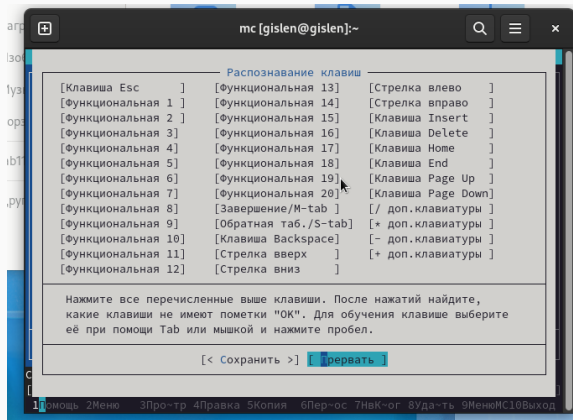 mc [gislen@gislen]:~
Распознавание клавиш
[Клавиша Esc ] [Функциональная 13] [Стрелка влево ]
[Функциональная 1 ] [Функциональная 14] [Стрелка вправо ]
[Функциональная 2 ] [Функциональная 15] [Клавиша Insert ]
[Функциональная 3] [Функциональная 16] [Клавиша Delete ]
[Функциональная 4] [Функциональная 17] [Клавиша Home ]
[Функциональная 5] [Функциональная 18] [Клавиша End ]
[Функциональная 6] [Функциональная 19] [Клавиша Page Up ]
[Функциональная 7] [Функциональная 20] [Клавиша Page Down]
[Функциональная 8] [Завершение/M-tab ] [/ доп.клавиатуры ]
[Функциональная 9] [Обратная таб./S-tab] [* доп.клавиатуры ]
[Функциональная 10] [Клавиша Backspace] [- доп.клавиатуры ]
[Функциональная 11] [Стрелка вверх ] [+ доп.клавиатуры ]
[Функциональная 12] [Стрелка вниз ]
Нажмите все перечисленные выше клавиши. После нажатий найдите,
какие клавиши не имеют пометки "OK". Для обучения клавише выберите
её при помощи Tab или мышкой и нажмите пробел.
[< Сохранить >] [ Прервать ]
1Помощь 2Меню 3Про~тр 4Правка 5Копия 6Пер~ос 7НвК~ог 8Уда~ть 9МенюMC10Выход